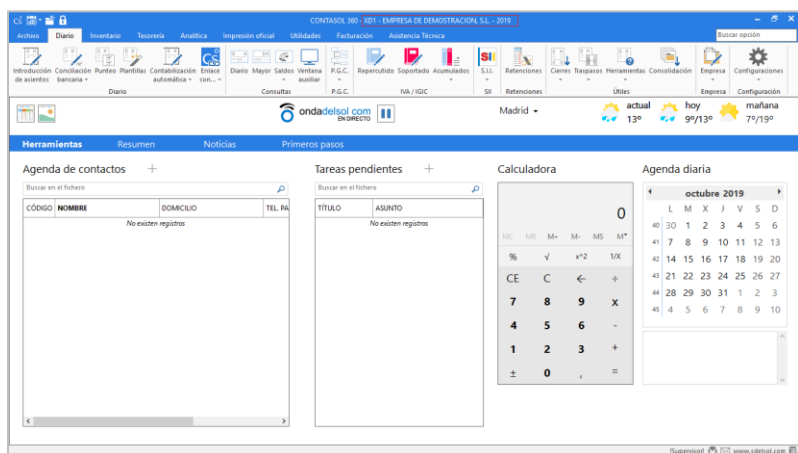 CONTASOL 360 - XD1 - EMPRESA DE DEMOSTRACION, S.L. - 2019
Archivo Diario Inventario Tesorería Analítica Impresión oficial Utilidades Facturación Asistencia Técnica Buscar opción
Introducción de asientos Conciliación bancaria Punteo Plantillas Contabilización automática Enlace con... Diario Mayor Saldos Ventana auxiliar P.G.C. Repercutido Soportado Acumulados S.I.I. Retenciones Cierres Traspasos Herramientas Consolidación Empresa Configuraciones
Diario Consultas P.G.C. IVA / IGIC SII Retenciones Útiles Empresa Configuración
ondadelsol com EN DIRECTO Madrid actual 13º hoy 9º/13º mañana 7º/19º
Herramientas Resumen Noticias Primeros pasos
Agenda de contactos + Tareas pendientes + Calculadora Agenda diaria
Buscar en el fichero Buscar en el fichero
CÓDIGO NOMBRE DOMICILIO TEL. PA TÍTULO ASUNTO
No existen registros No existen registros
0
MC MR M+ M- MS M▾
% √ x^2 1/X
CE C ← ÷
7 8 9 x
4 5 6 -
1 2 3 +
± 0 , =
octubre 2019
L M X J V S D
40 30 1 2 3 4 5 6
41 7 8 9 10 11 12 13
42 14 15 16 17 18 19 20
43 21 22 23 24 25 26 27
44 28 29 30 31 1 2 3
45 4 5 6 7 8 9 10
[Supervisor] www.sdelsol.com